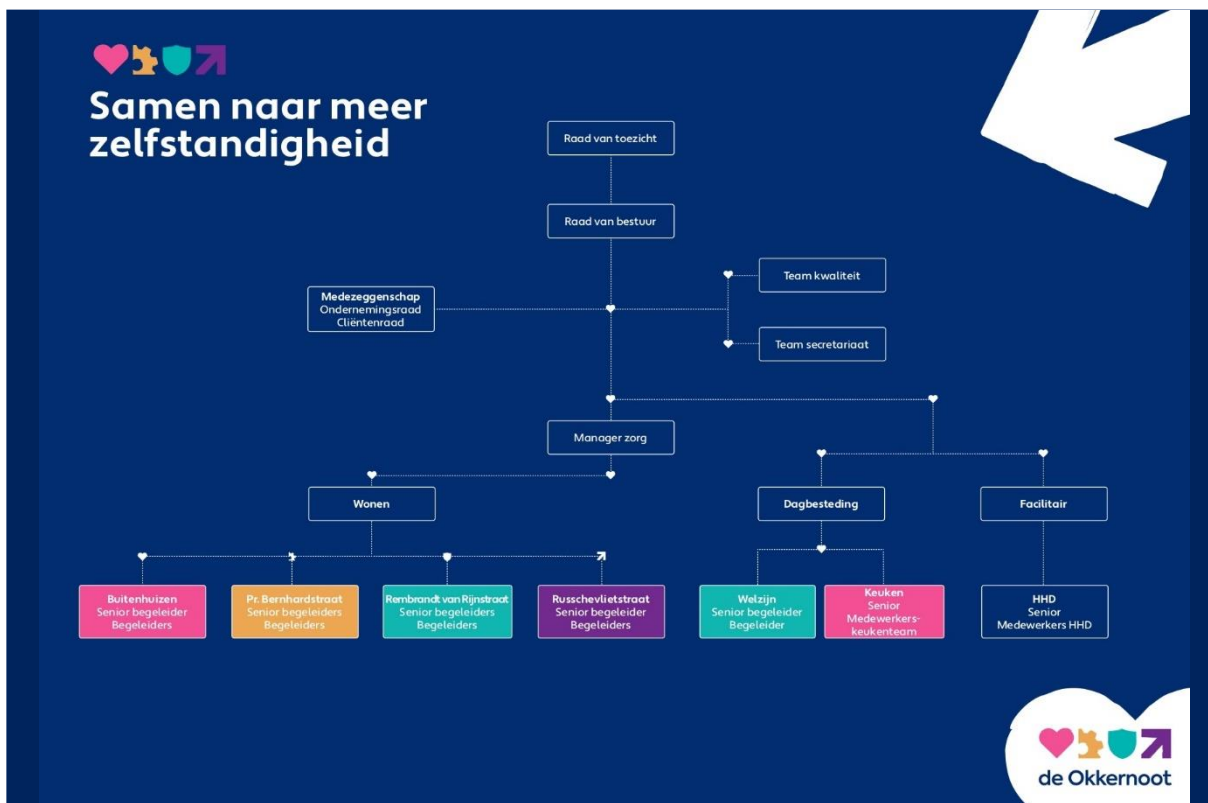 Samen naar meer
zelfstandigheid
Raad van toezicht
Raad van bestuur
Medezeggenschap
Ondernemingsraad
Cliëntenraad
Team kwaliteit
Team secretariaat
Manager zorg
Wonen
Dagbesteding
Facilitair
Buitenhuizen
Senior begeleider
Begeleiders
Pr. Bernhardstraat
Senior begeleiders
Begeleiders
Rembrandt van Rijnstraat
Senior begeleiders
Begeleiders
Russchevlietstraat
Senior begeleider
Begeleiders
Welzijn
Senior begeleider
Begeleider
Keuken
Senior
Medewerkers-
keukenteam
HHD
Senior
Medewerkers HHD
de Okkernoot